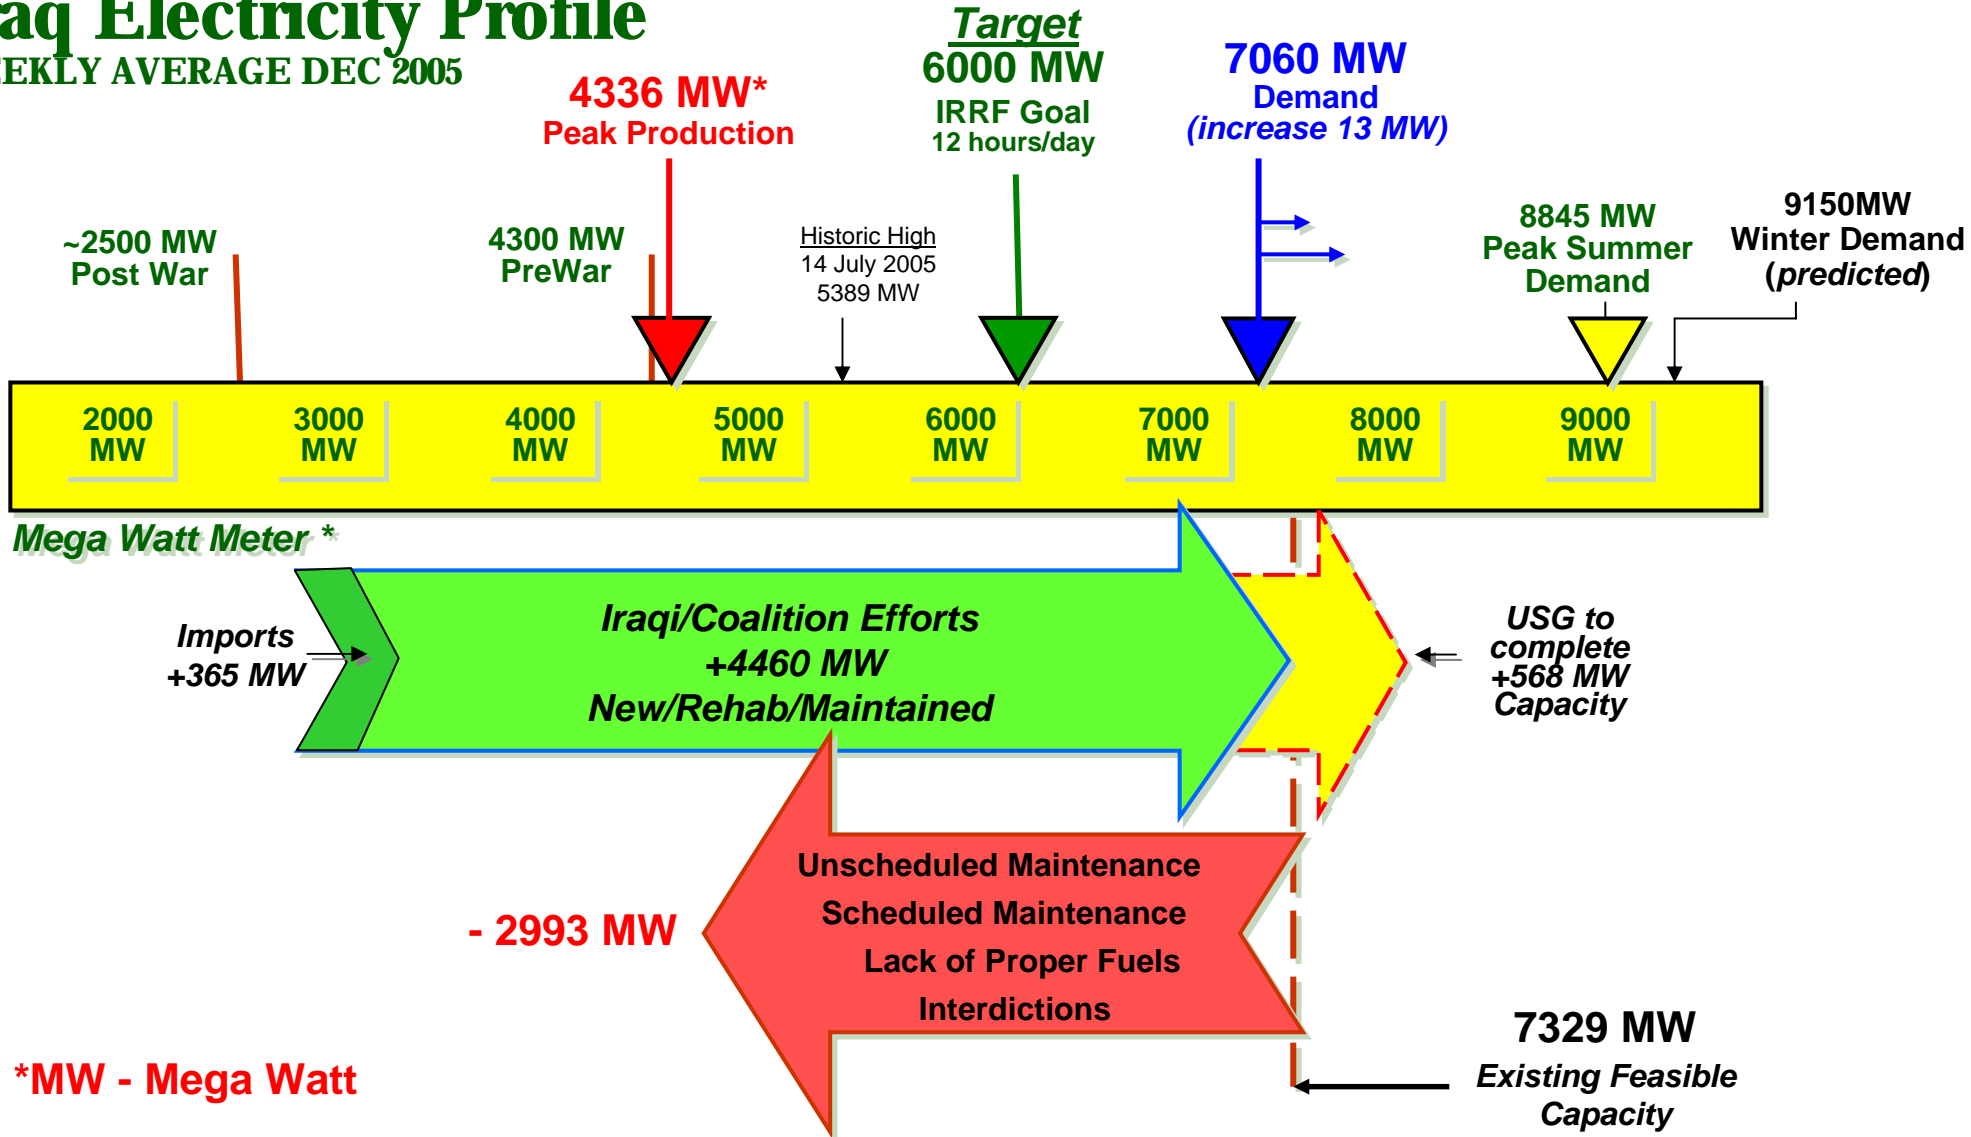 aq Electricity Profile
EEKLY AVERAGE DEC 2005
Target
6000 MW
IRRF Goal
12 hours/day
7060 MW
Demand
(increase 13 MW)
4336 MW*
Peak Production
~2500 MW
Post War
4300 MW
PreWar
Historic High
14 July 2005
5389 MW
8845 MW
Peak Summer
Demand
9150MW
Winter Demand
(predicted)
2000
MW
3000
MW
4000
MW
5000
MW
6000
MW
7000
MW
8000
MW
9000
MW
Mega Watt Meter *
Imports
+365 MW
Iraqi/Coalition Efforts
+4460 MW
New/Rehab/Maintained
USG to
complete
+568 MW
Capacity
- 2993 MW
Unscheduled Maintenance
Scheduled Maintenance
Lack of Proper Fuels
Interdictions
7329 MW
Existing Feasible
Capacity
*MW - Mega Watt